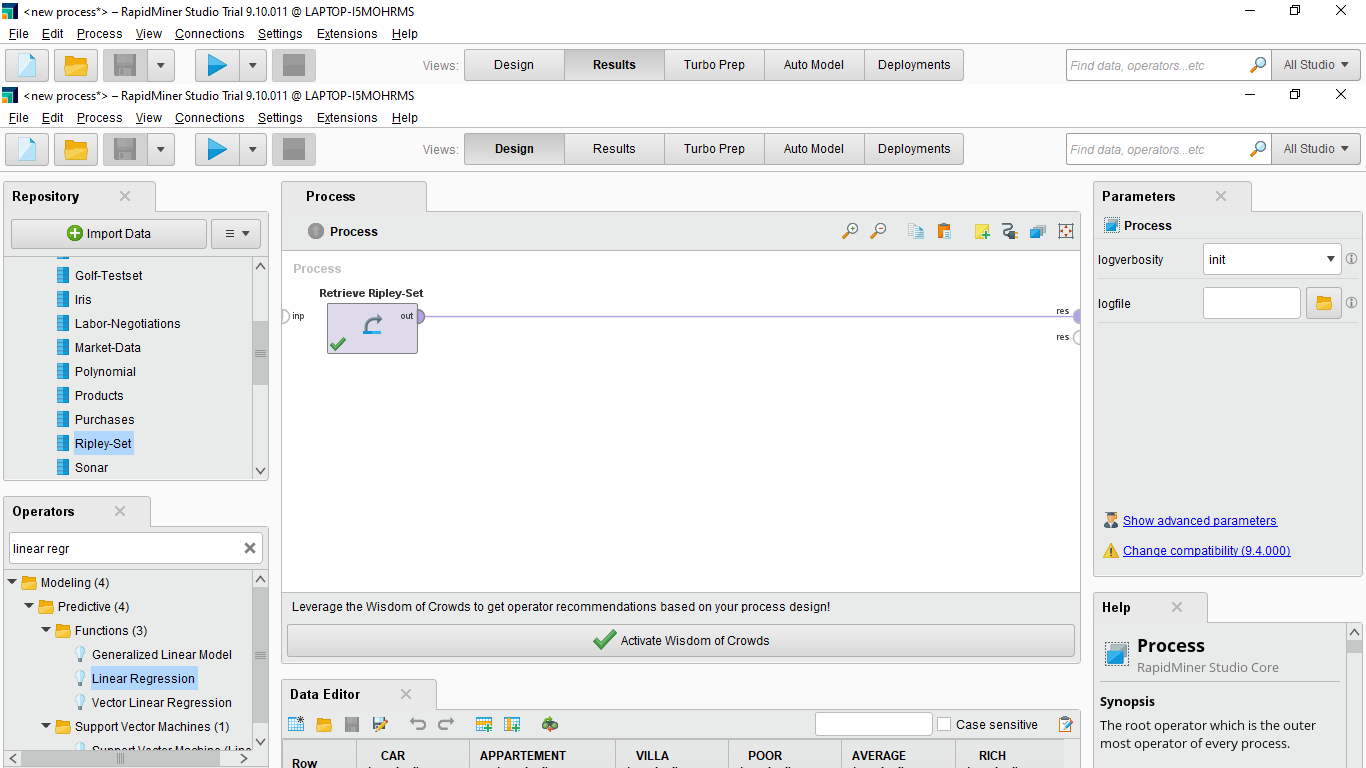 <new process*> – RapidMiner Studio Trial 9.10.011 @ LAPTOP-I5MOHRMS
File Edit Process View Connections Settings Extensions Help
Views: Design Results Turbo Prep Auto Model Deployments Find data, operators...etc All Studio
<new process*> – RapidMiner Studio Trial 9.10.011 @ LAPTOP-I5MOHRMS
File Edit Process View Connections Settings Extensions Help
Views: Design Results Turbo Prep Auto Model Deployments Find data, operators...etc All Studio
Repository
Import Data
Golf-Testset
Iris
Labor-Negotiations
Market-Data
Polynomial
Products
Purchases
Ripley-Set
Sonar
Operators
linear regr
Modeling (4)
Predictive (4)
Functions (3)
Generalized Linear Model
Linear Regression
Vector Linear Regression
Support Vector Machines (1)
Support Vector Machine (Line
Process
Process
Process
Retrieve Ripley-Set
inp out res
res
Leverage the Wisdom of Crowds to get operator recommendations based on your process design!
Activate Wisdom of Crowds
Data Editor
Case sensitive
Row CAR APPARTEMENT VILLA POOR AVERAGE RICH
Parameters
Process
logverbosity init
logfile
Show advanced parameters
Change compatibility (9.4.000)
Help
Process
RapidMiner Studio Core
Synopsis
The root operator which is the outer
most operator of every process.